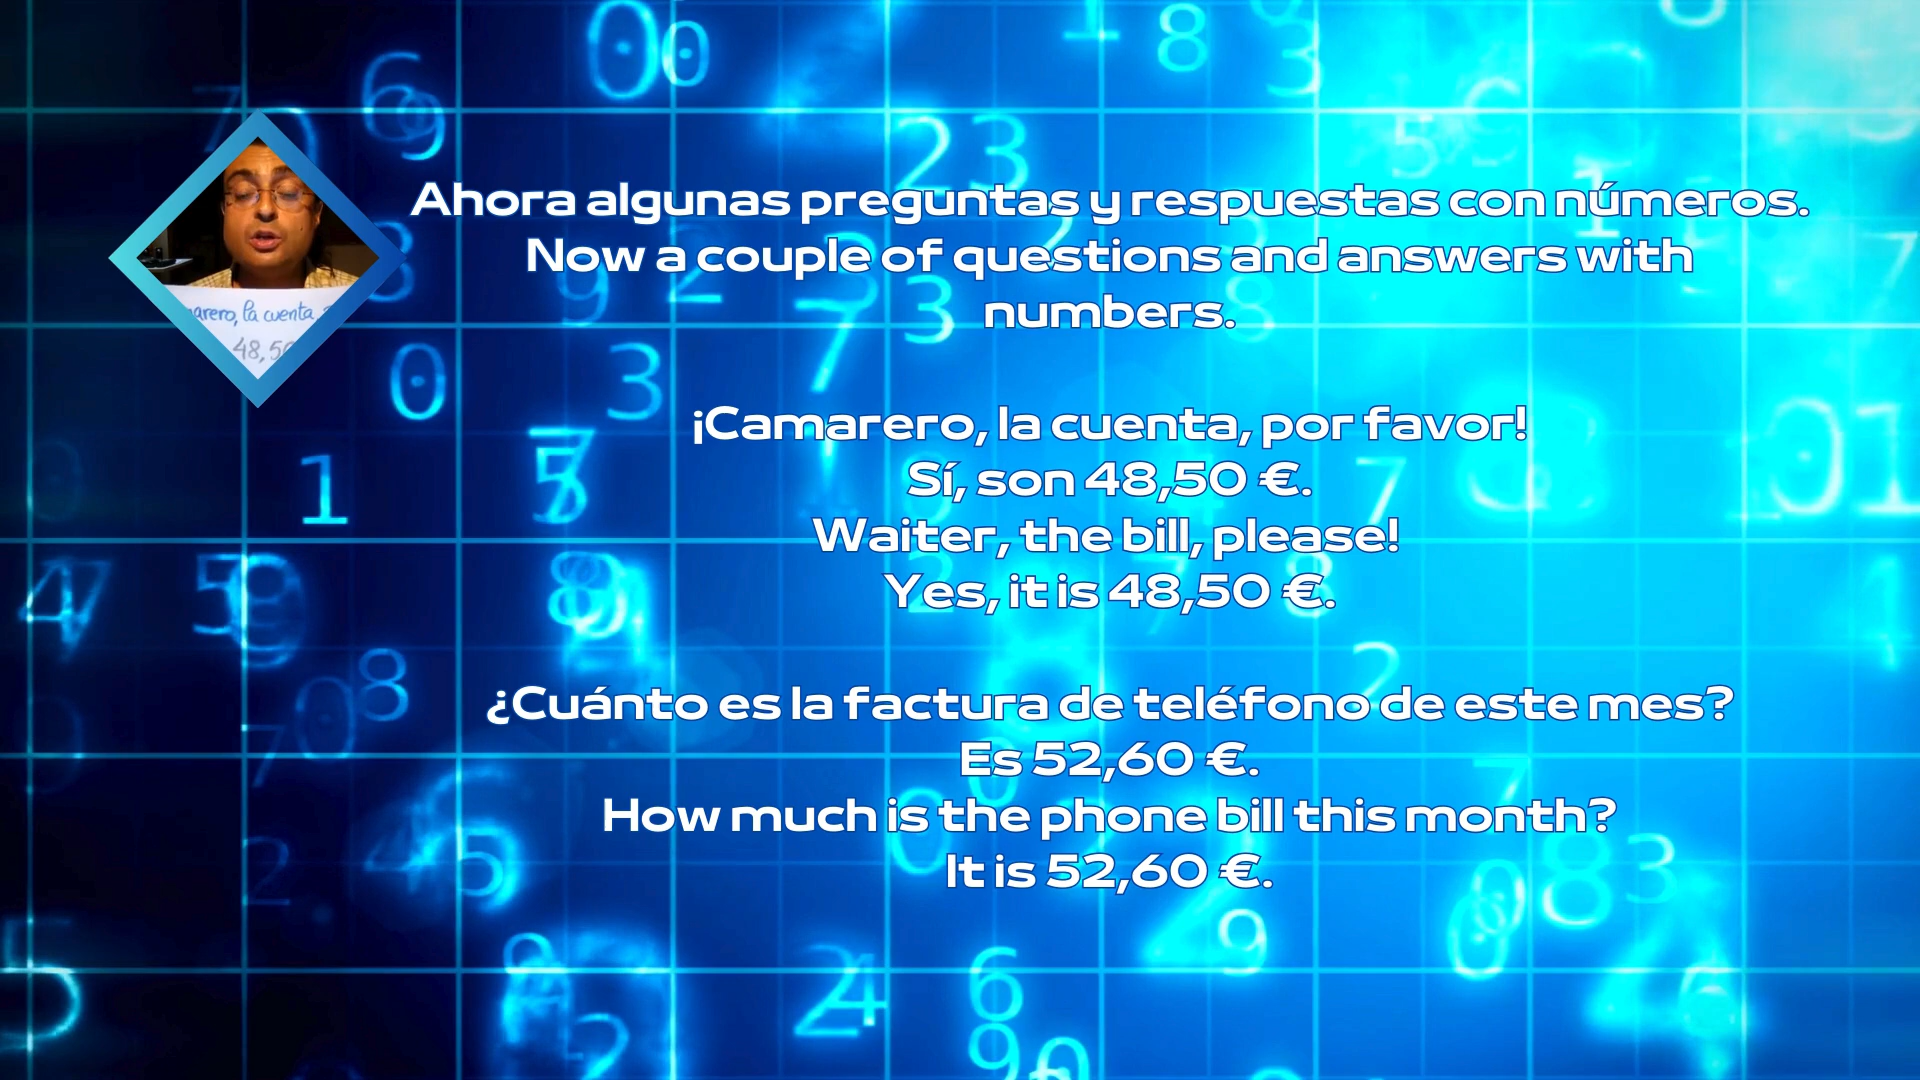 Ahora algunas preguntas y respuestas con números.
Now a couple of questions and answers with
numbers.
¡Camarero, la cuenta, por favor!
Sí, son 48,50 €.
Waiter, the bill, please!
Yes, it is 48,50 €.
¿Cuánto es la factura de teléfono de este mes?
Es 52,60 €.
How much is the phone bill this month?
It is 52,60 €.
la cuenta,